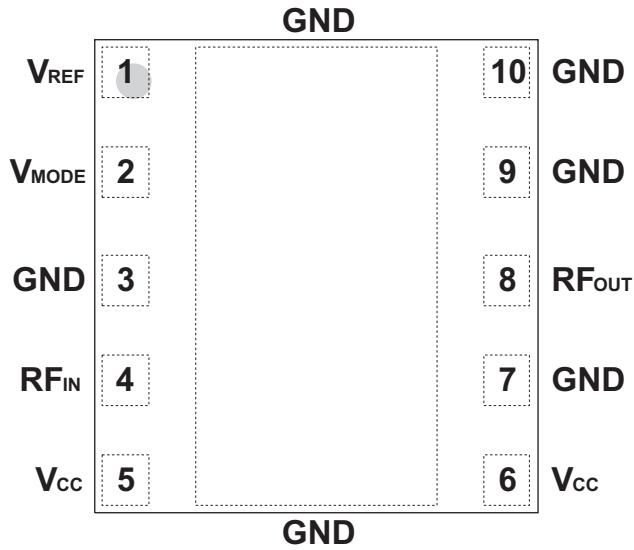 GND
VREF 1 10 GND
VMODE 2 9 GND
GND 3 8 RFOUT
RFIN 4 7 GND
VCC 5 6 VCC
GND